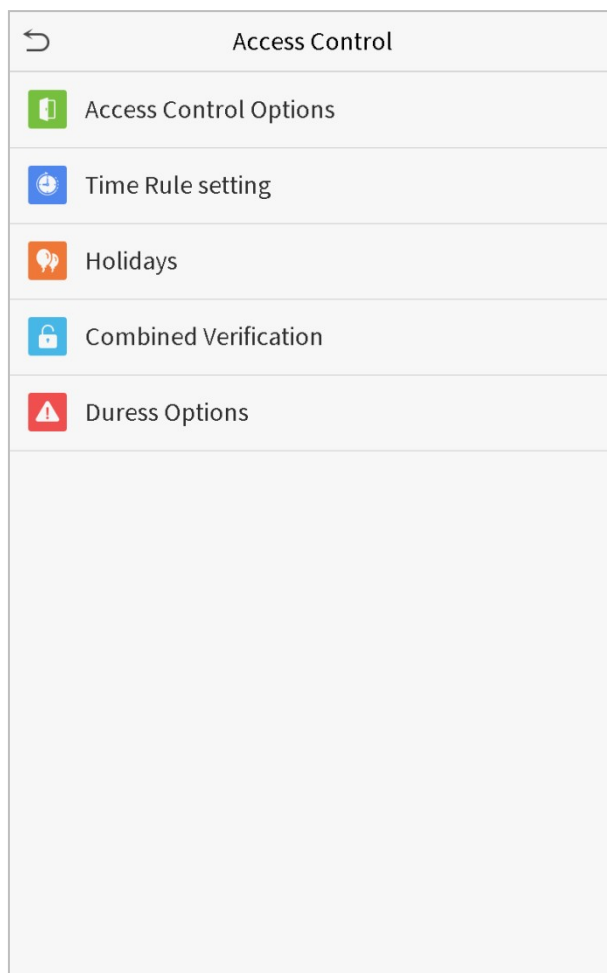 Access Control
Access Control Options
Time Rule setting
Holidays
Combined Verification
Duress Options